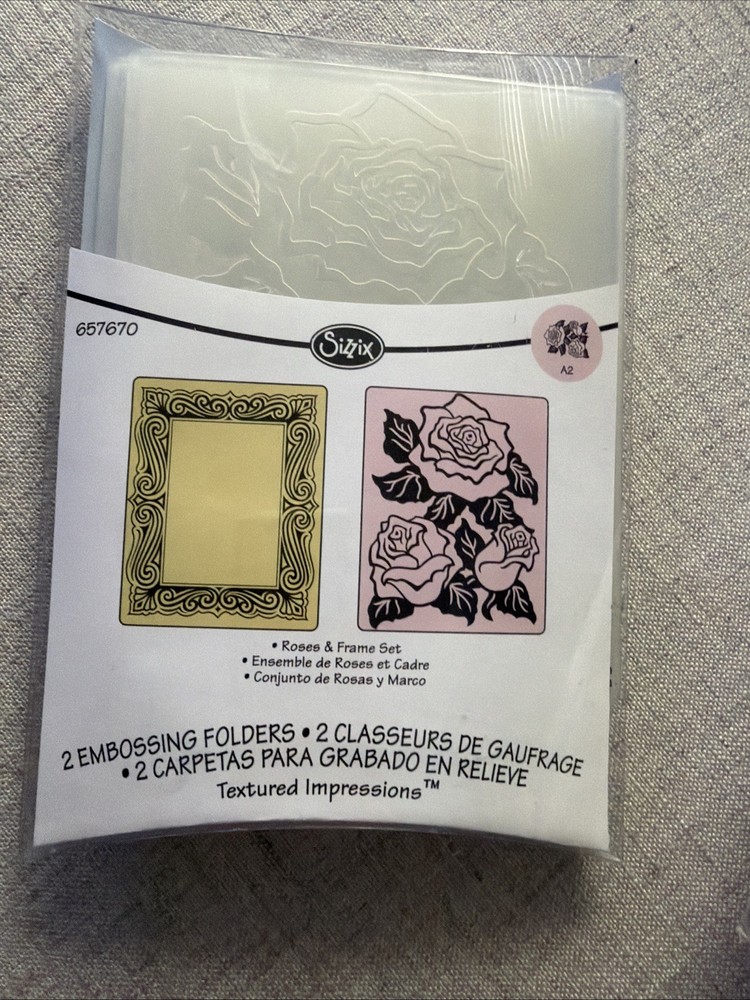 657670
Sizzix
A2
• Roses & Frame Set
• Ensemble de Roses et Cadre
• Conjunto de Rosas y Marco
2 EMBOSSING FOLDERS • 2 CLASSEURS DE GAUFRAGE
• 2 CARPETAS PARA GRABADO EN RELIEVE
Textured Impressions™